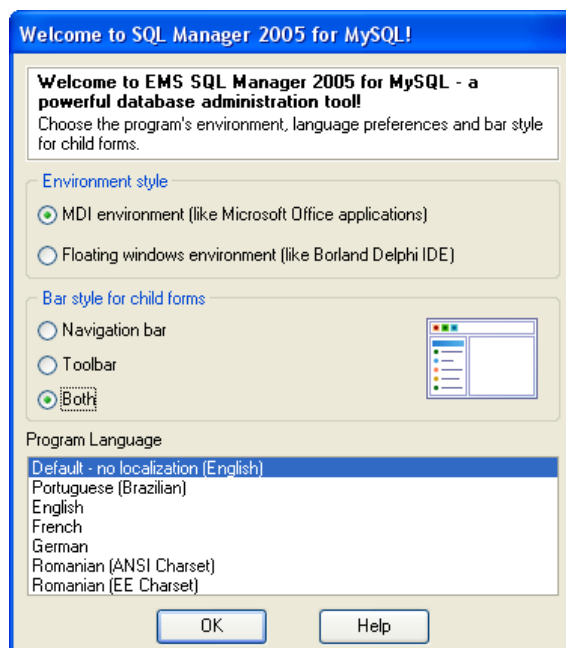 Welcome to SQL Manager 2005 for MySQL!
Welcome to EMS SQL Manager 2005 for MySQL - a
powerful database administration tool!
Choose the program's environment, language preferences and bar style
for child forms.
Environment style
MDI environment (like Microsoft Office applications)
Floating windows environment (like Borland Delphi IDE)
Bar style for child forms
Navigation bar
Toolbar
Both
Program Language
Default - no localization (English)
Portuguese (Brazilian)
English
French
German
Romanian (ANSI Charset)
Romanian (EE Charset)
OK
Help